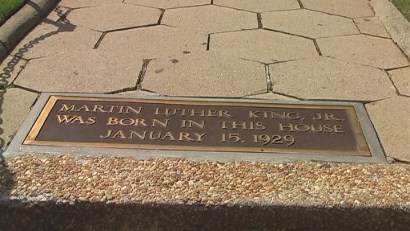 MARTIN LUTHER KING, JR.
WAS BORN IN THIS HOUSE
JANUARY 15, 1929